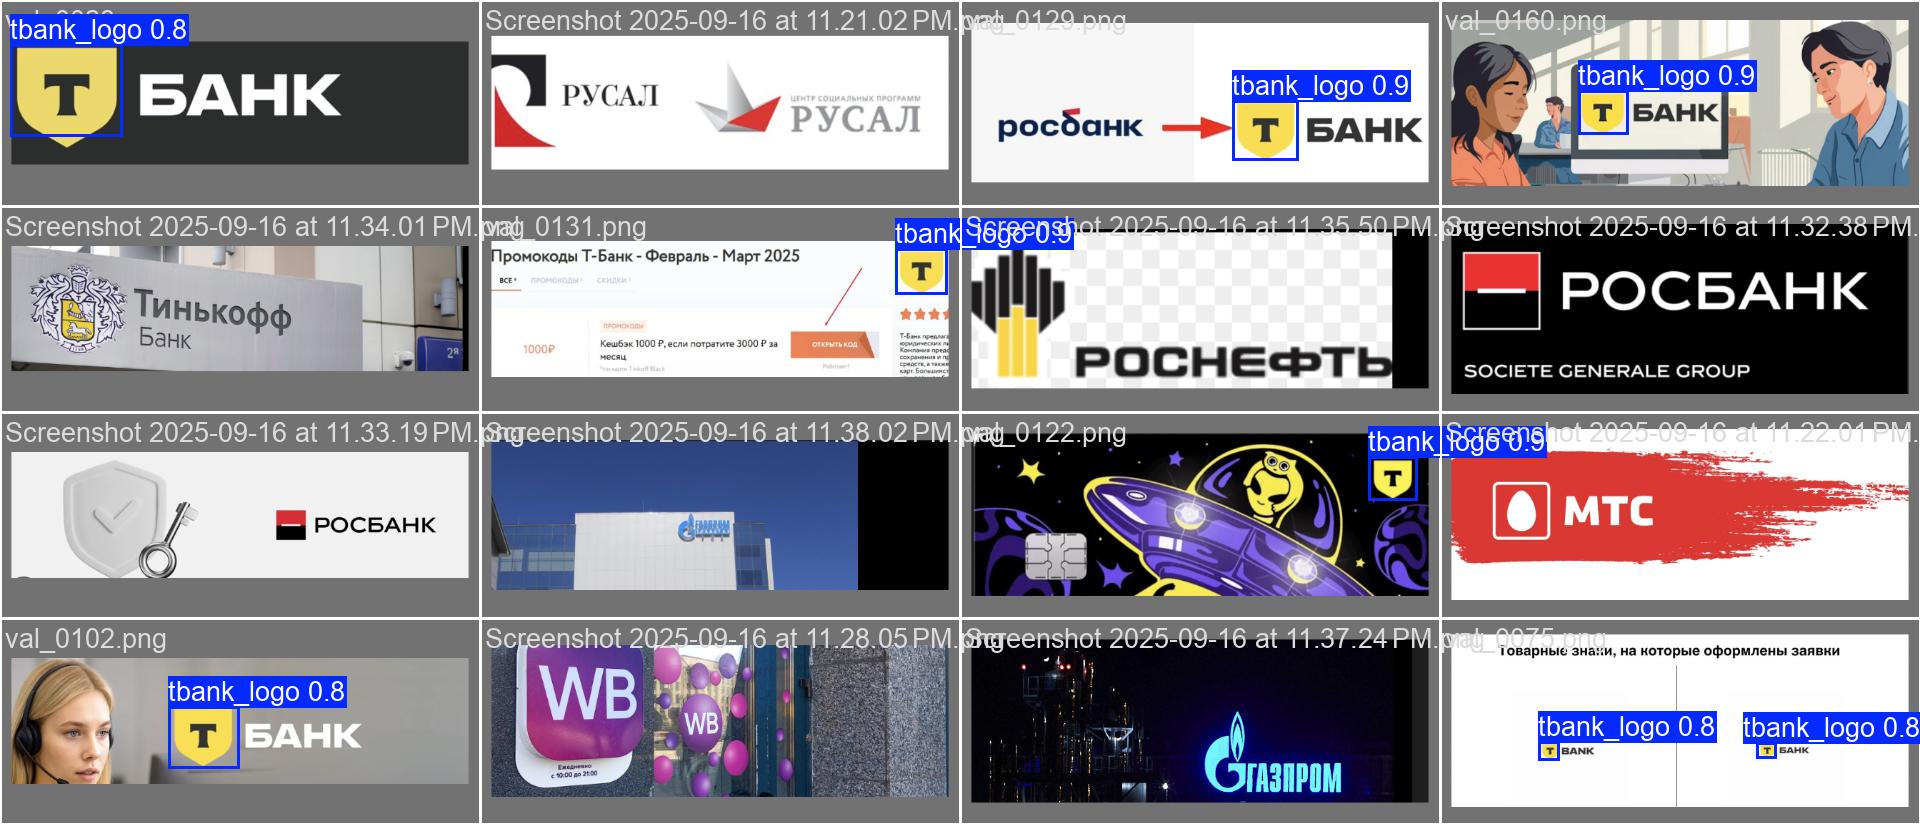 tbank_logo 0.8
Т БАНК
Screenshot 2025-09-16 at 11.21.02 PM.png
РУСАЛ
ЦЕНТР СОЦИАЛЬНЫХ ПРОГРАММ
РУСАЛ
val_0129.png
tbank_logo 0.9
росбанк
Т БАНК
val_0160.png
tbank_logo 0.9
Т БАНК
Screenshot 2025-09-16 at 11.34.01 PM.png
Тинькофф
Банк
2я
val_0131.png
tbank_logo 0.9
Промокоды Т-Банк - Февраль - Март 2025
ВСЕ
ПРОМОКОДЫ
СКИДКИ
Т
ПРОМОКОДЫ
1000₽
Кешбэк 1000 ₽, если потратите 3000 ₽ за
месяц
ОТКРЫТЬ КОД
Работает!
Screenshot 2025-09-16 at 11.35.50 PM.png
РОСНЕФТЬ
Screenshot 2025-09-16 at 11.32.38 PM.
РОСБАНК
SOCIETE GENERALE GROUP
Screenshot 2025-09-16 at 11.33.19 PM.png
РОСБАНК
Screenshot 2025-09-16 at 11.38.02 PM.png
ГАЗПРОМ
val_0122.png
tbank_logo 0.9
Т
Screenshot 2025-09-16 at 11.22.01 PM.
МТС
val_0102.png
tbank_logo 0.8
Т БАНК
Screenshot 2025-09-16 at 11.28.05 PM.png
WB
WB
Ежедневно
с 10:00 до 21:00
Screenshot 2025-09-16 at 11.37.24 PM.png
ГАЗПРОМ
val_0075.png
Товарные знаки, на которые оформлены заявки
tbank_logo 0.8
T BANK
tbank_logo 0.8
Т БАНК